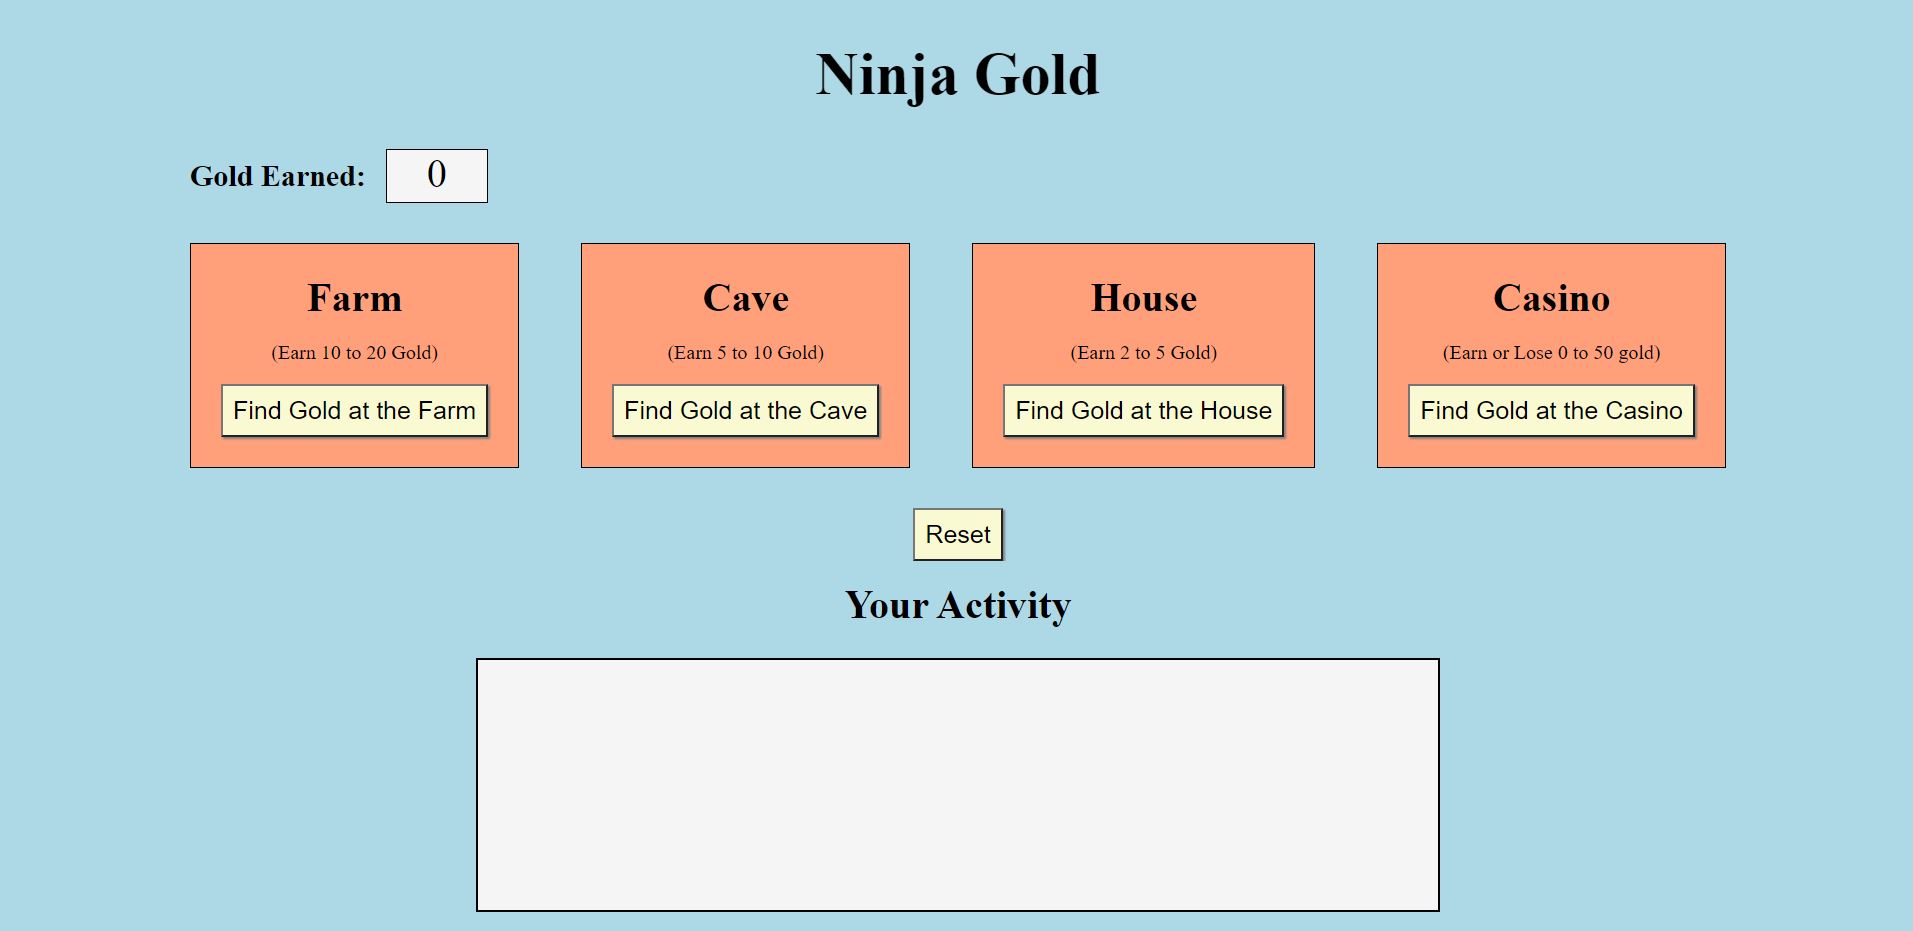 Ninja Gold
Gold Earned: 0
Farm
(Earn 10 to 20 Gold)
Find Gold at the Farm
Cave
(Earn 5 to 10 Gold)
Find Gold at the Cave
House
(Earn 2 to 5 Gold)
Find Gold at the House
Casino
(Earn or Lose 0 to 50 gold)
Find Gold at the Casino
Reset
Your Activity